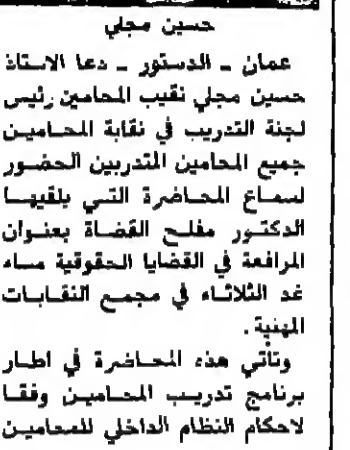 حسين مجلي
عمان ـ الدستور ـ دعا الاستاذ
حسين مجلي نقيب المحامين رئيس
لجنة التدريب في نقابة المحامين
جميع المحامين المتدربين الحضور
لسماع المحاضرة التي يلقيها
الدكتور مفلح القضاة بعنوان
المرافعة في القضايا الحقوقية مساء
غد الثلاثاء في مجمع النقابات
المهنية .
وتأتي هذه المحاضرة في اطار
برنامج تدريب المحامين وفقا
لاحكام النظام الداخلي للمحامين